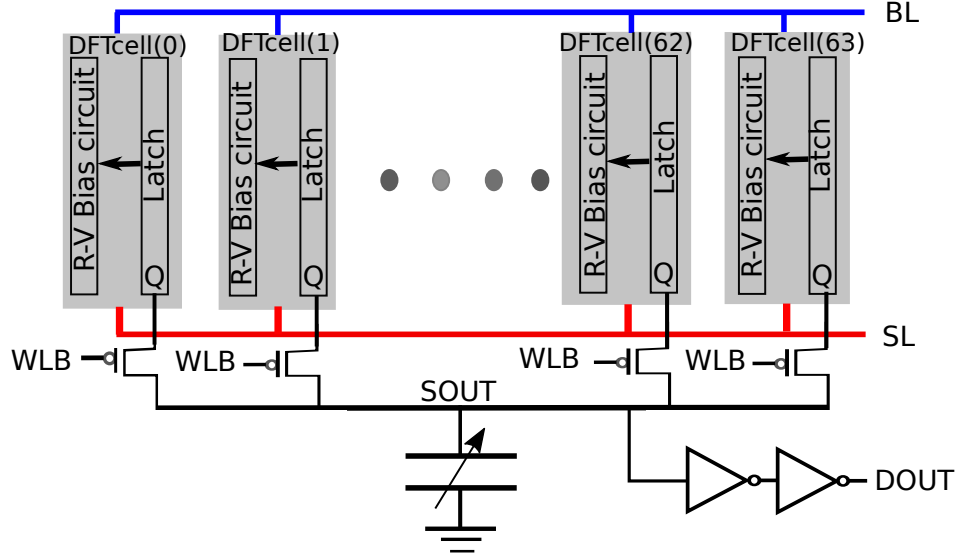 BL
DFTcell(0)
DFTcell(1)
DFTcell(62)
DFTcell(63)
R-V Bias circuit
Latch
Q
R-V Bias circuit
Latch
Q
R-V Bias circuit
Latch
Q
R-V Bias circuit
Latch
Q
SL
WLB
WLB
WLB
WLB
SOUT
DOUT